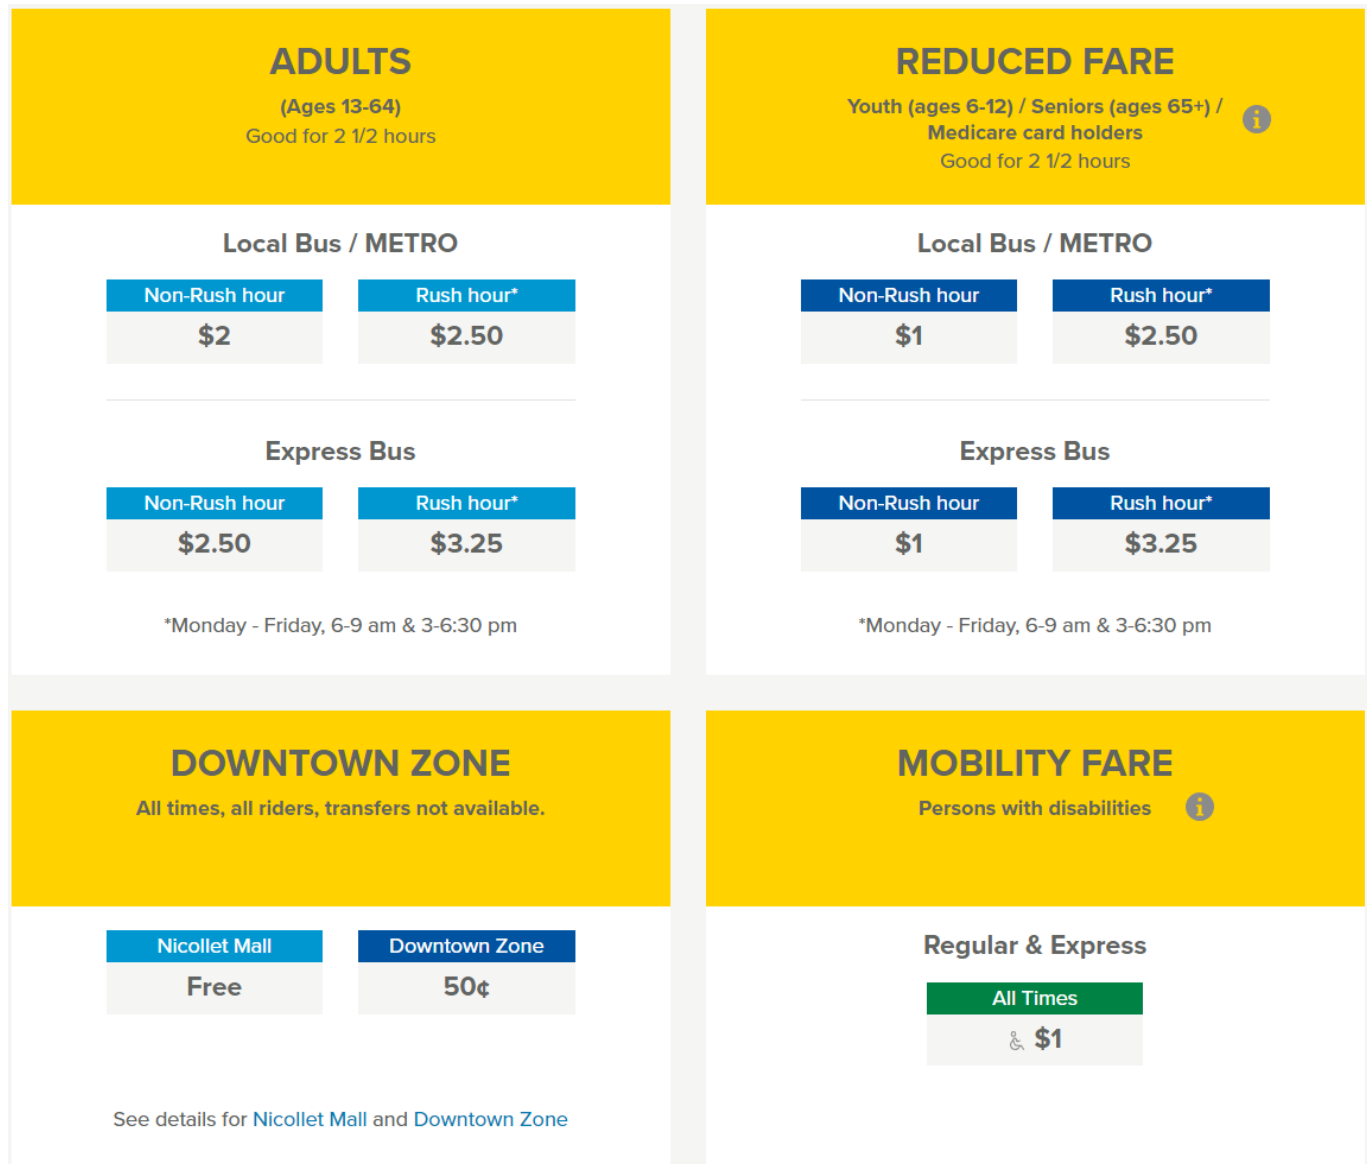 ADULTS
(Ages 13-64)
Good for 2 1/2 hours
Local Bus / METRO
Non-Rush hour
$2
Rush hour*
$2.50
Express Bus
Non-Rush hour
$2.50
Rush hour*
$3.25
*Monday - Friday, 6-9 am & 3-6:30 pm
REDUCED FARE
Youth (ages 6-12) / Seniors (ages 65+) /
Medicare card holders
Good for 2 1/2 hours
Local Bus / METRO
Non-Rush hour
$1
Rush hour*
$2.50
Express Bus
Non-Rush hour
$1
Rush hour*
$3.25
*Monday - Friday, 6-9 am & 3-6:30 pm
DOWNTOWN ZONE
All times, all riders, transfers not available.
Nicollet Mall
Free
Downtown Zone
50¢
See details for Nicollet Mall and Downtown Zone
MOBILITY FARE
Persons with disabilities
Regular & Express
All Times
$1